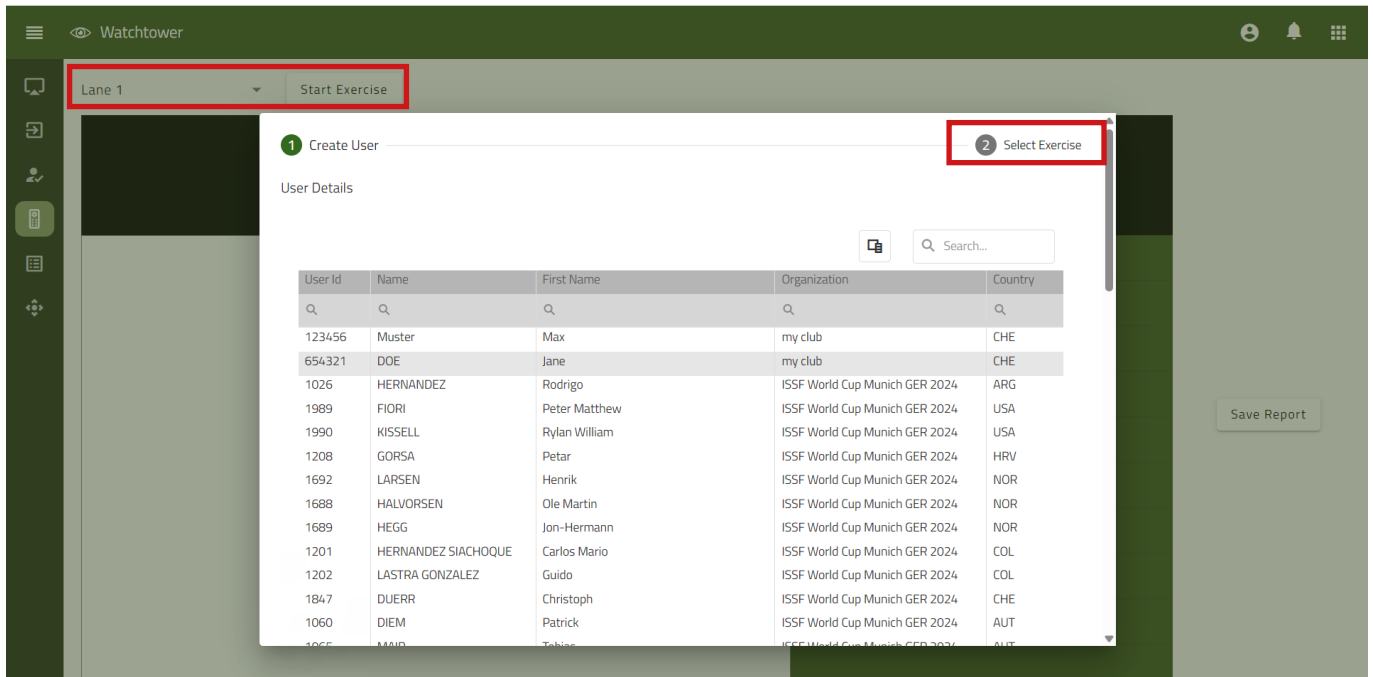 Watchtower
Lane 1 Start Exercise
1 Create User 2 Select Exercise
User Details
Search...
User Id Name First Name Organization Country
123456 Muster Max my club CHE
654321 DOE Jane my club CHE
1026 HERNANDEZ Rodrigo ISSF World Cup Munich GER 2024 ARG
1989 FIORI Peter Matthew ISSF World Cup Munich GER 2024 USA
1990 KISSELL Rylan William ISSF World Cup Munich GER 2024 USA
1208 GORSA Petar ISSF World Cup Munich GER 2024 HRV
Save Report
1692 LARSEN Henrik ISSF World Cup Munich GER 2024 NOR
1688 HALVORSEN Ole Martin ISSF World Cup Munich GER 2024 NOR
1689 HEGG Jon-Hermann ISSF World Cup Munich GER 2024 NOR
1201 HERNANDEZ SIACHOQUE Carlos Mario ISSF World Cup Munich GER 2024 COL
1202 LASTRA GONZALEZ Guido ISSF World Cup Munich GER 2024 COL
1847 DUERR Christoph ISSF World Cup Munich GER 2024 CHE
1060 DIEM Patrick ISSF World Cup Munich GER 2024 AUT
ISSF World Cup Munich GER 2024 AUT